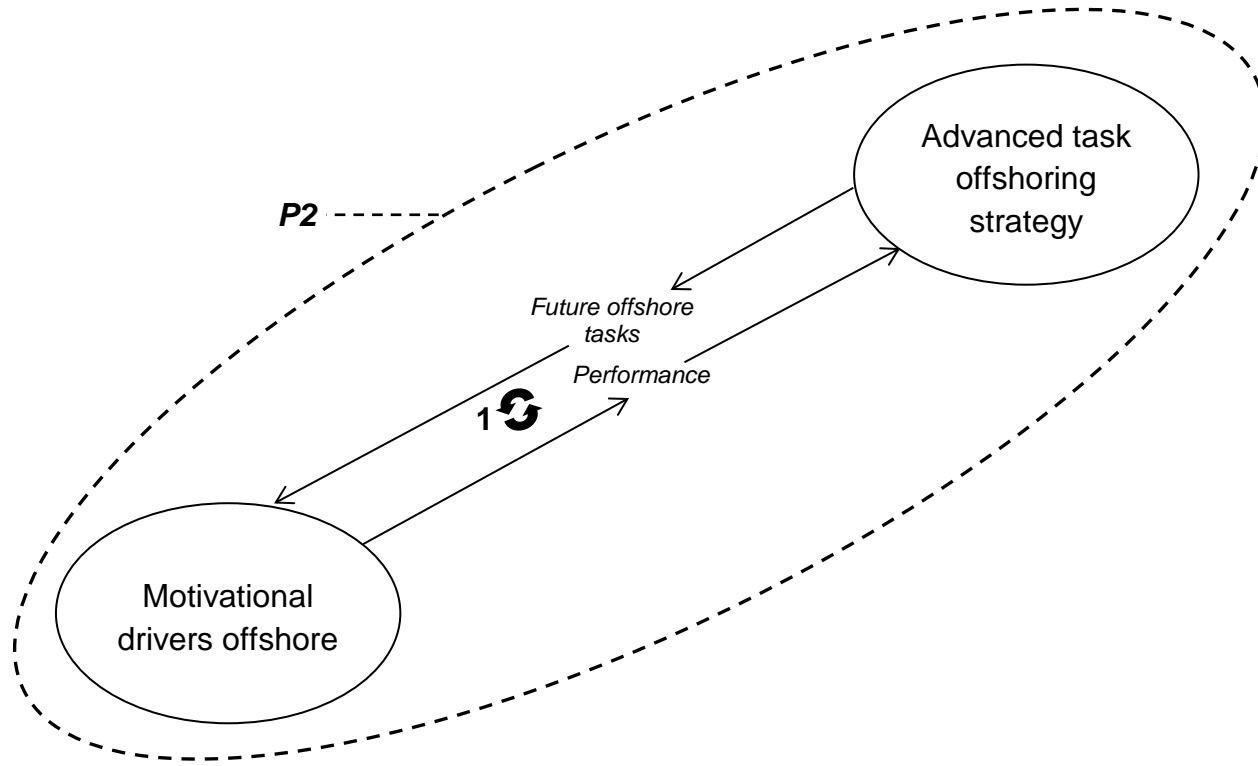 Advanced task
offshoring
strategy
P2
Future offshore
tasks
Performance
1
Motivational
drivers offshore